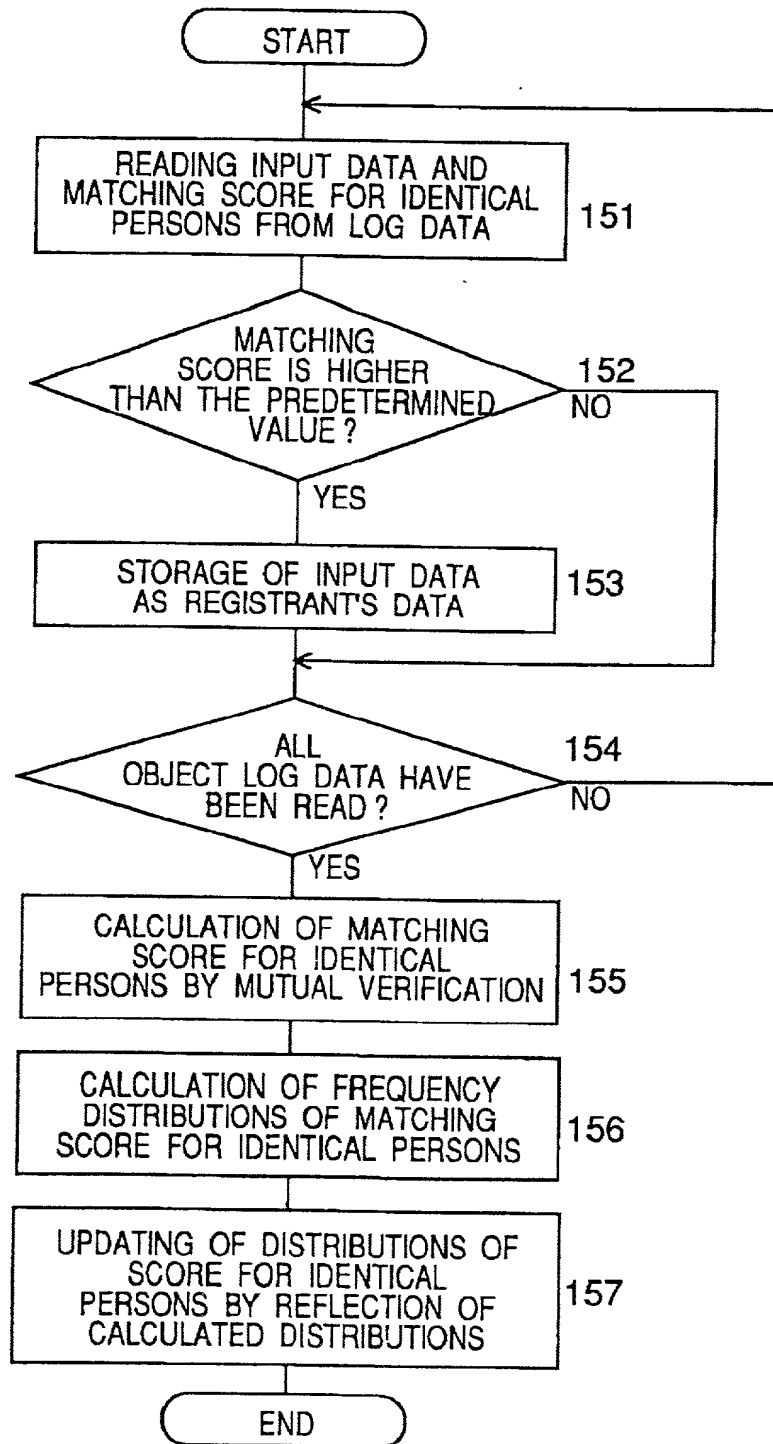 START
READING INPUT DATA AND
MATCHING SCORE FOR IDENTICAL
PERSONS FROM LOG DATA
151
MATCHING
SCORE IS HIGHER
THAN THE PREDETERMINED
VALUE ?
152
NO
YES
STORAGE OF INPUT DATA
AS REGISTRANT'S DATA
153
ALL
OBJECT LOG DATA HAVE
BEEN READ ?
154
NO
YES
CALCULATION OF MATCHING
SCORE FOR IDENTICAL
PERSONS BY MUTUAL VERIFICATION
155
CALCULATION OF FREQUENCY
DISTRIBUTIONS OF MATCHING
SCORE FOR IDENTICAL PERSONS
156
UPDATING OF DISTRIBUTIONS OF
SCORE FOR IDENTICAL
PERSONS BY REFLECTION OF
CALCULATED DISTRIBUTIONS
157
END